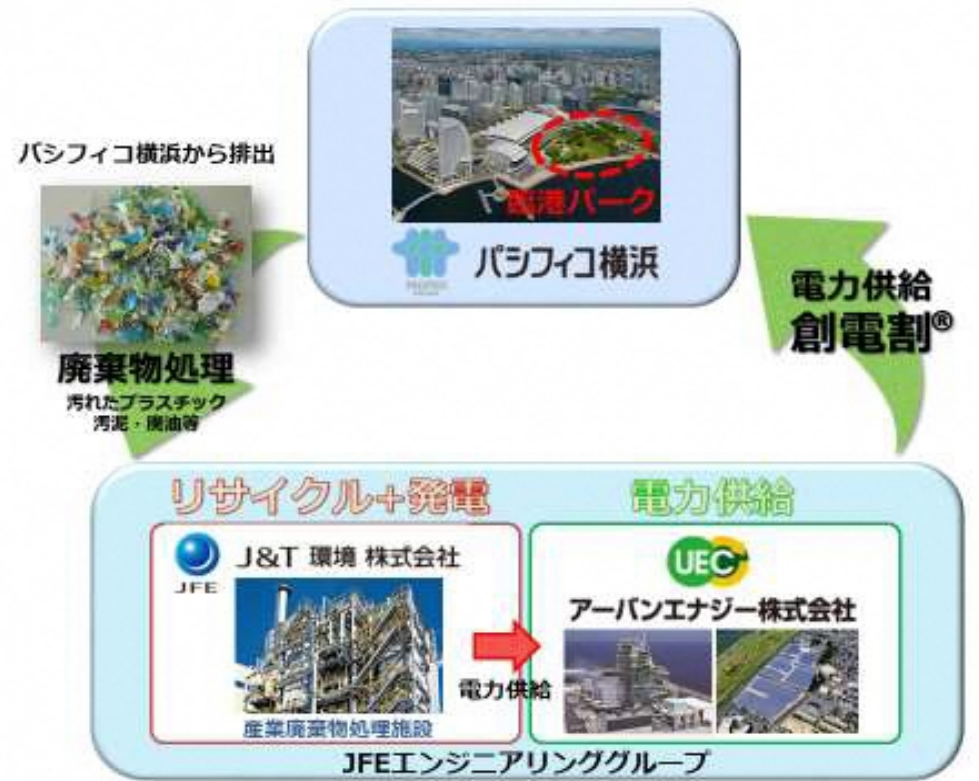 臨港パーク
パシフィコ横浜
パシフィコ横浜から排出
廃棄物処理
汚れたプラスチック
汚泥・廃油等
電力供給
創電割®
リサイクル+発電
電力供給
JFE
J&T 環境 株式会社
産業廃棄物処理施設
電力供給
UEC
アーバンエナジー株式会社
JFEエンジニアリンググループ